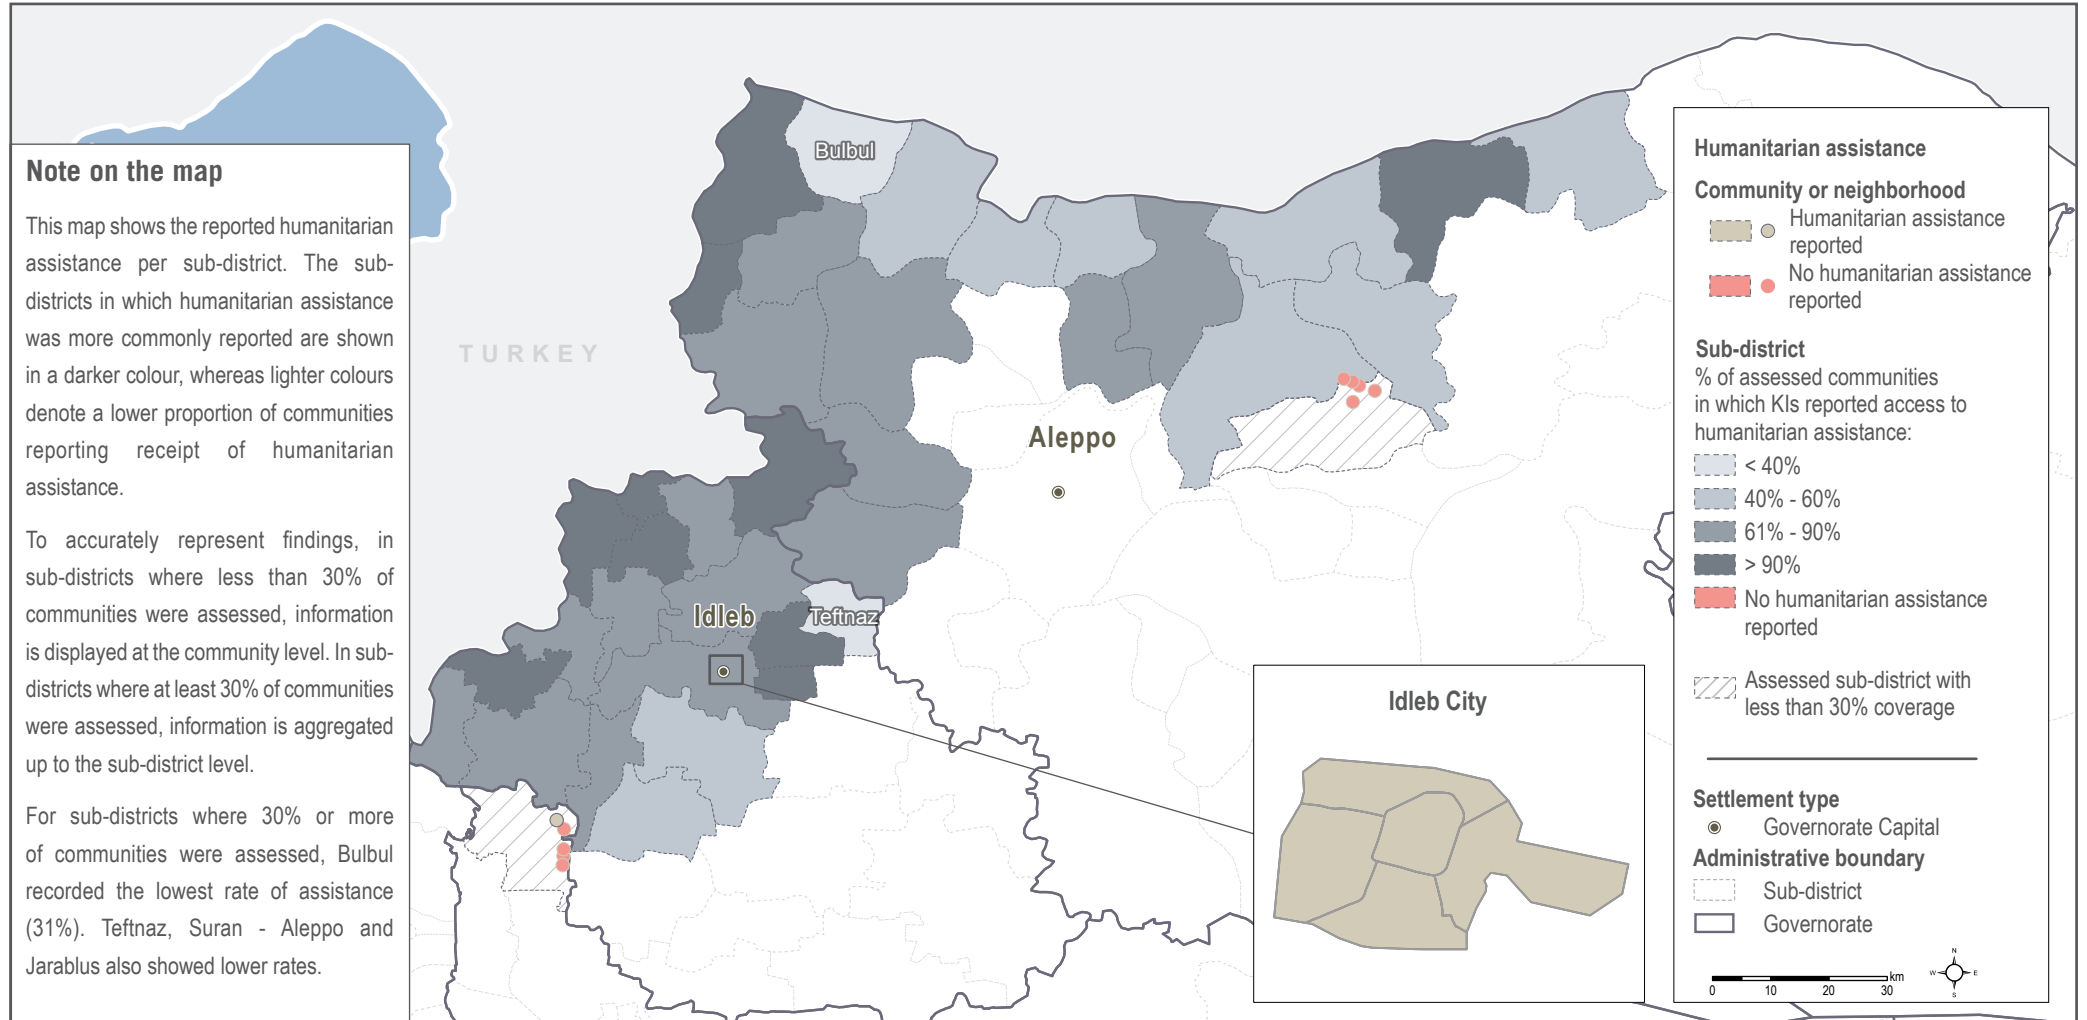 Note on the map
This map shows the reported humanitarian
assistance per sub-district. The sub-
districts in which humanitarian assistance
was more commonly reported are shown
in a darker colour, whereas lighter colours
denote a lower proportion of communities
reporting receipt of humanitarian
assistance.
To accurately represent findings, in
sub-districts where less than 30% of
communities were assessed, information
is displayed at the community level. In sub-
districts where at least 30% of communities
were assessed, information is aggregated
up to the sub-district level.
For sub-districts where 30% or more
of communities were assessed, Bulbul
recorded the lowest rate of assistance
(31%). Teftnaz, Suran - Aleppo and
Jarablus also showed lower rates.
TURKEY
Bulbul
Aleppo
Idleb
Teftnaz
Idleb City
Humanitarian assistance
Community or neighborhood
Humanitarian assistance
reported
No humanitarian assistance
reported
Sub-district
% of assessed communities
in which KIs reported access to
humanitarian assistance:
< 40%
40% - 60%
61% - 90%
> 90%
No humanitarian assistance
reported
Assessed sub-district with
less than 30% coverage
Settlement type
Governorate Capital
Administrative boundary
Sub-district
Governorate
km
0 10 20 30
N
W E
S